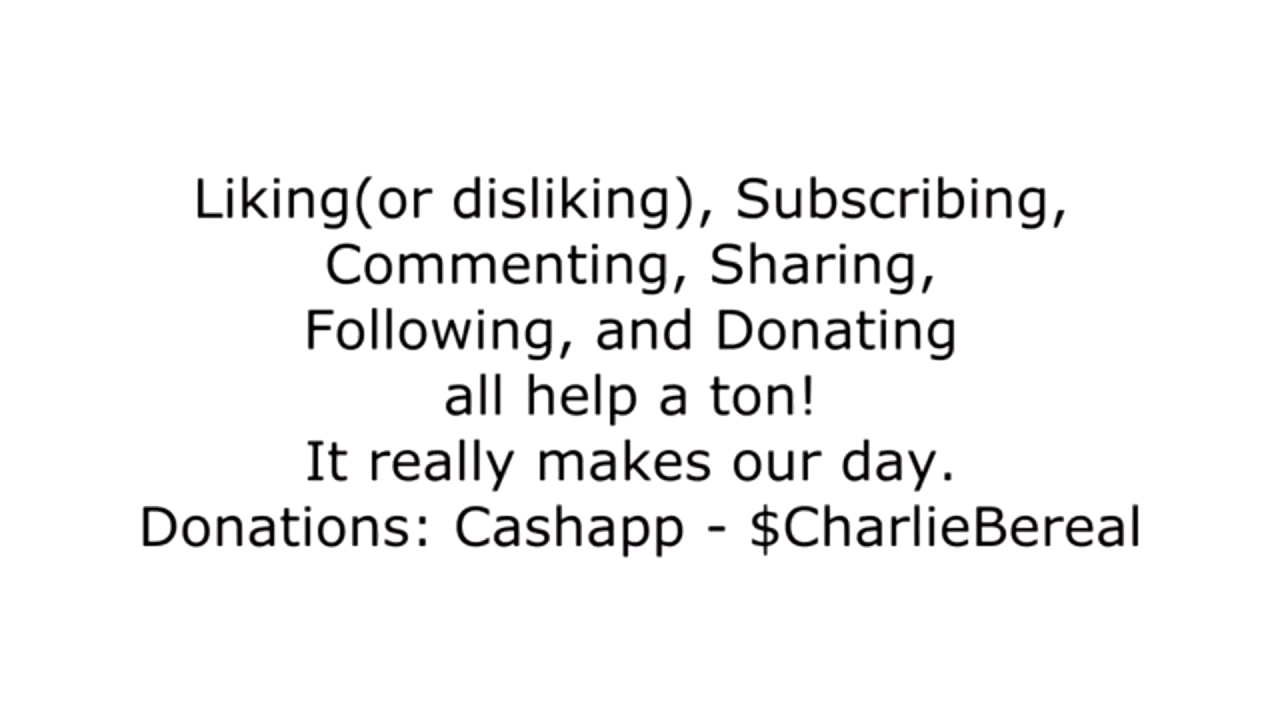 Liking(or disliking), Subscribing,
Commenting, Sharing,
Following, and Donating
all help a ton!
It really makes our day.
Donations: Cashapp - $CharlieBereal